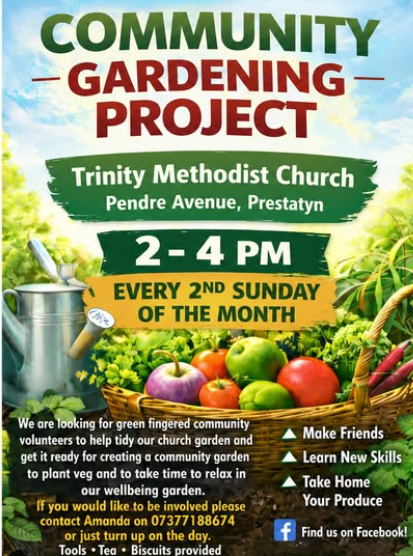 COMMUNITY
GARDENING
PROJECT
Trinity Methodist Church
Pendre Avenue, Prestatyn
2 - 4 PM
EVERY 2ND SUNDAY
OF THE MONTH
We are looking for green fingered community
volunteers to help tidy our church garden and
get it ready for creating a community garden
to plant veg and to take time to relax in
our wellbeing garden.
If you would like to be involved please
contact Amanda on 07377188674
or just turn up on the day.
Tools • Tea • Biscuits provided
Make Friends
Learn New Skills
Take Home
Your Produce
f Find us on Facebook!